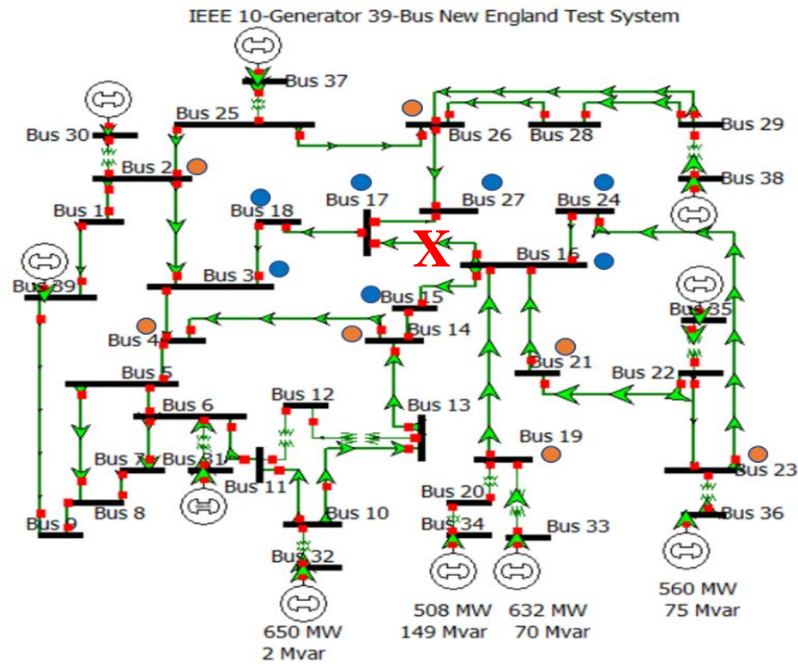 IEEE 10-Generator 39-Bus New England Test System
Bus 37
Bus 25
Bus 30
Bus 26
Bus 28
Bus 29
Bus 2
Bus 38
Bus 1
Bus 18
Bus 17
Bus 27
Bus 24
X
Bus 16
Bus 39
Bus 3
Bus 15
Bus 35
Bus 4
Bus 14
Bus 5
Bus 21
Bus 22
Bus 12
Bus 6
Bus 13
Bus 19
Bus 7
Bus 31
Bus 23
Bus 11
Bus 20
Bus 8
Bus 10
Bus 9
Bus 34
Bus 33
Bus 36
Bus 32
560 MW
75 Mvar
508 MW
149 Mvar
632 MW
70 Mvar
650 MW
2 Mvar